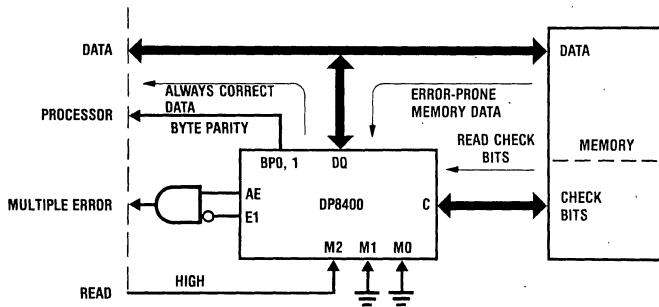 DATA
DATA
ALWAYS CORRECT
DATA
ERROR-PRONE
MEMORY DATA
PROCESSOR
BYTE PARITY
READ CHECK
BITS
MEMORY
BP0, 1
DQ
AE
MULTIPLE ERROR
E1
DP8400
C
CHECK
BITS
M2
M1
M0
HIGH
READ